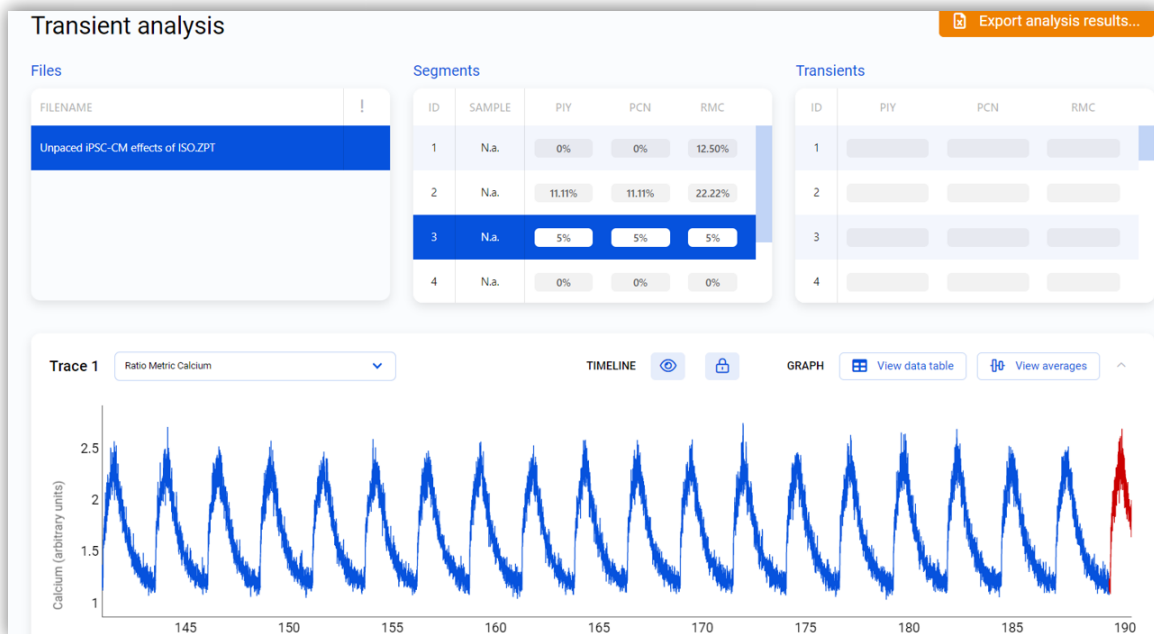 Transient analysis
Export analysis results...
Files
Segments
Transients
FILENAME !
ID SAMPLE PIY PCN RMC
ID PIY PCN RMC
Unpaced iPSC-CM effects of ISO.ZPT
1 N.a. 0% 0% 12.50%
2 N.a. 11.11% 11.11% 22.22%
3 N.a. 5% 5% 5%
4 N.a. 0% 0% 0%
1
2
3
4
Trace 1 Ratio Metric Calcium TIMELINE GRAPH View data table View averages
Calcium (arbitrary units)
2.5
2
1.5
1
145 150 155 160 165 170 175 180 185 190